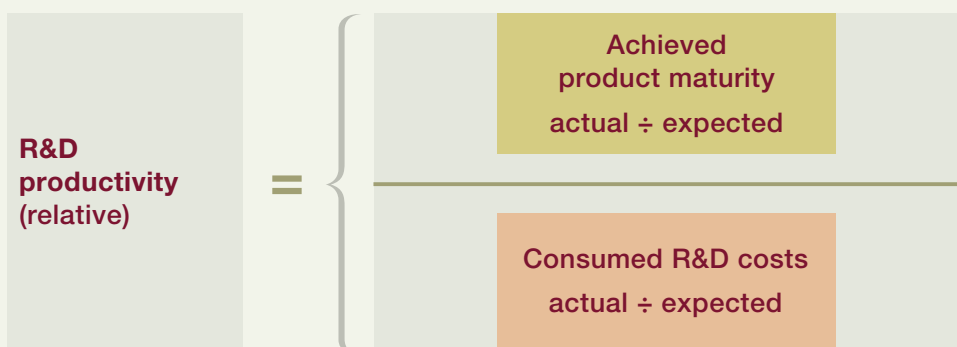 R&D
productivity
(relative)
=
Achieved
product maturity
actual ÷ expected
Consumed R&D costs
actual ÷ expected